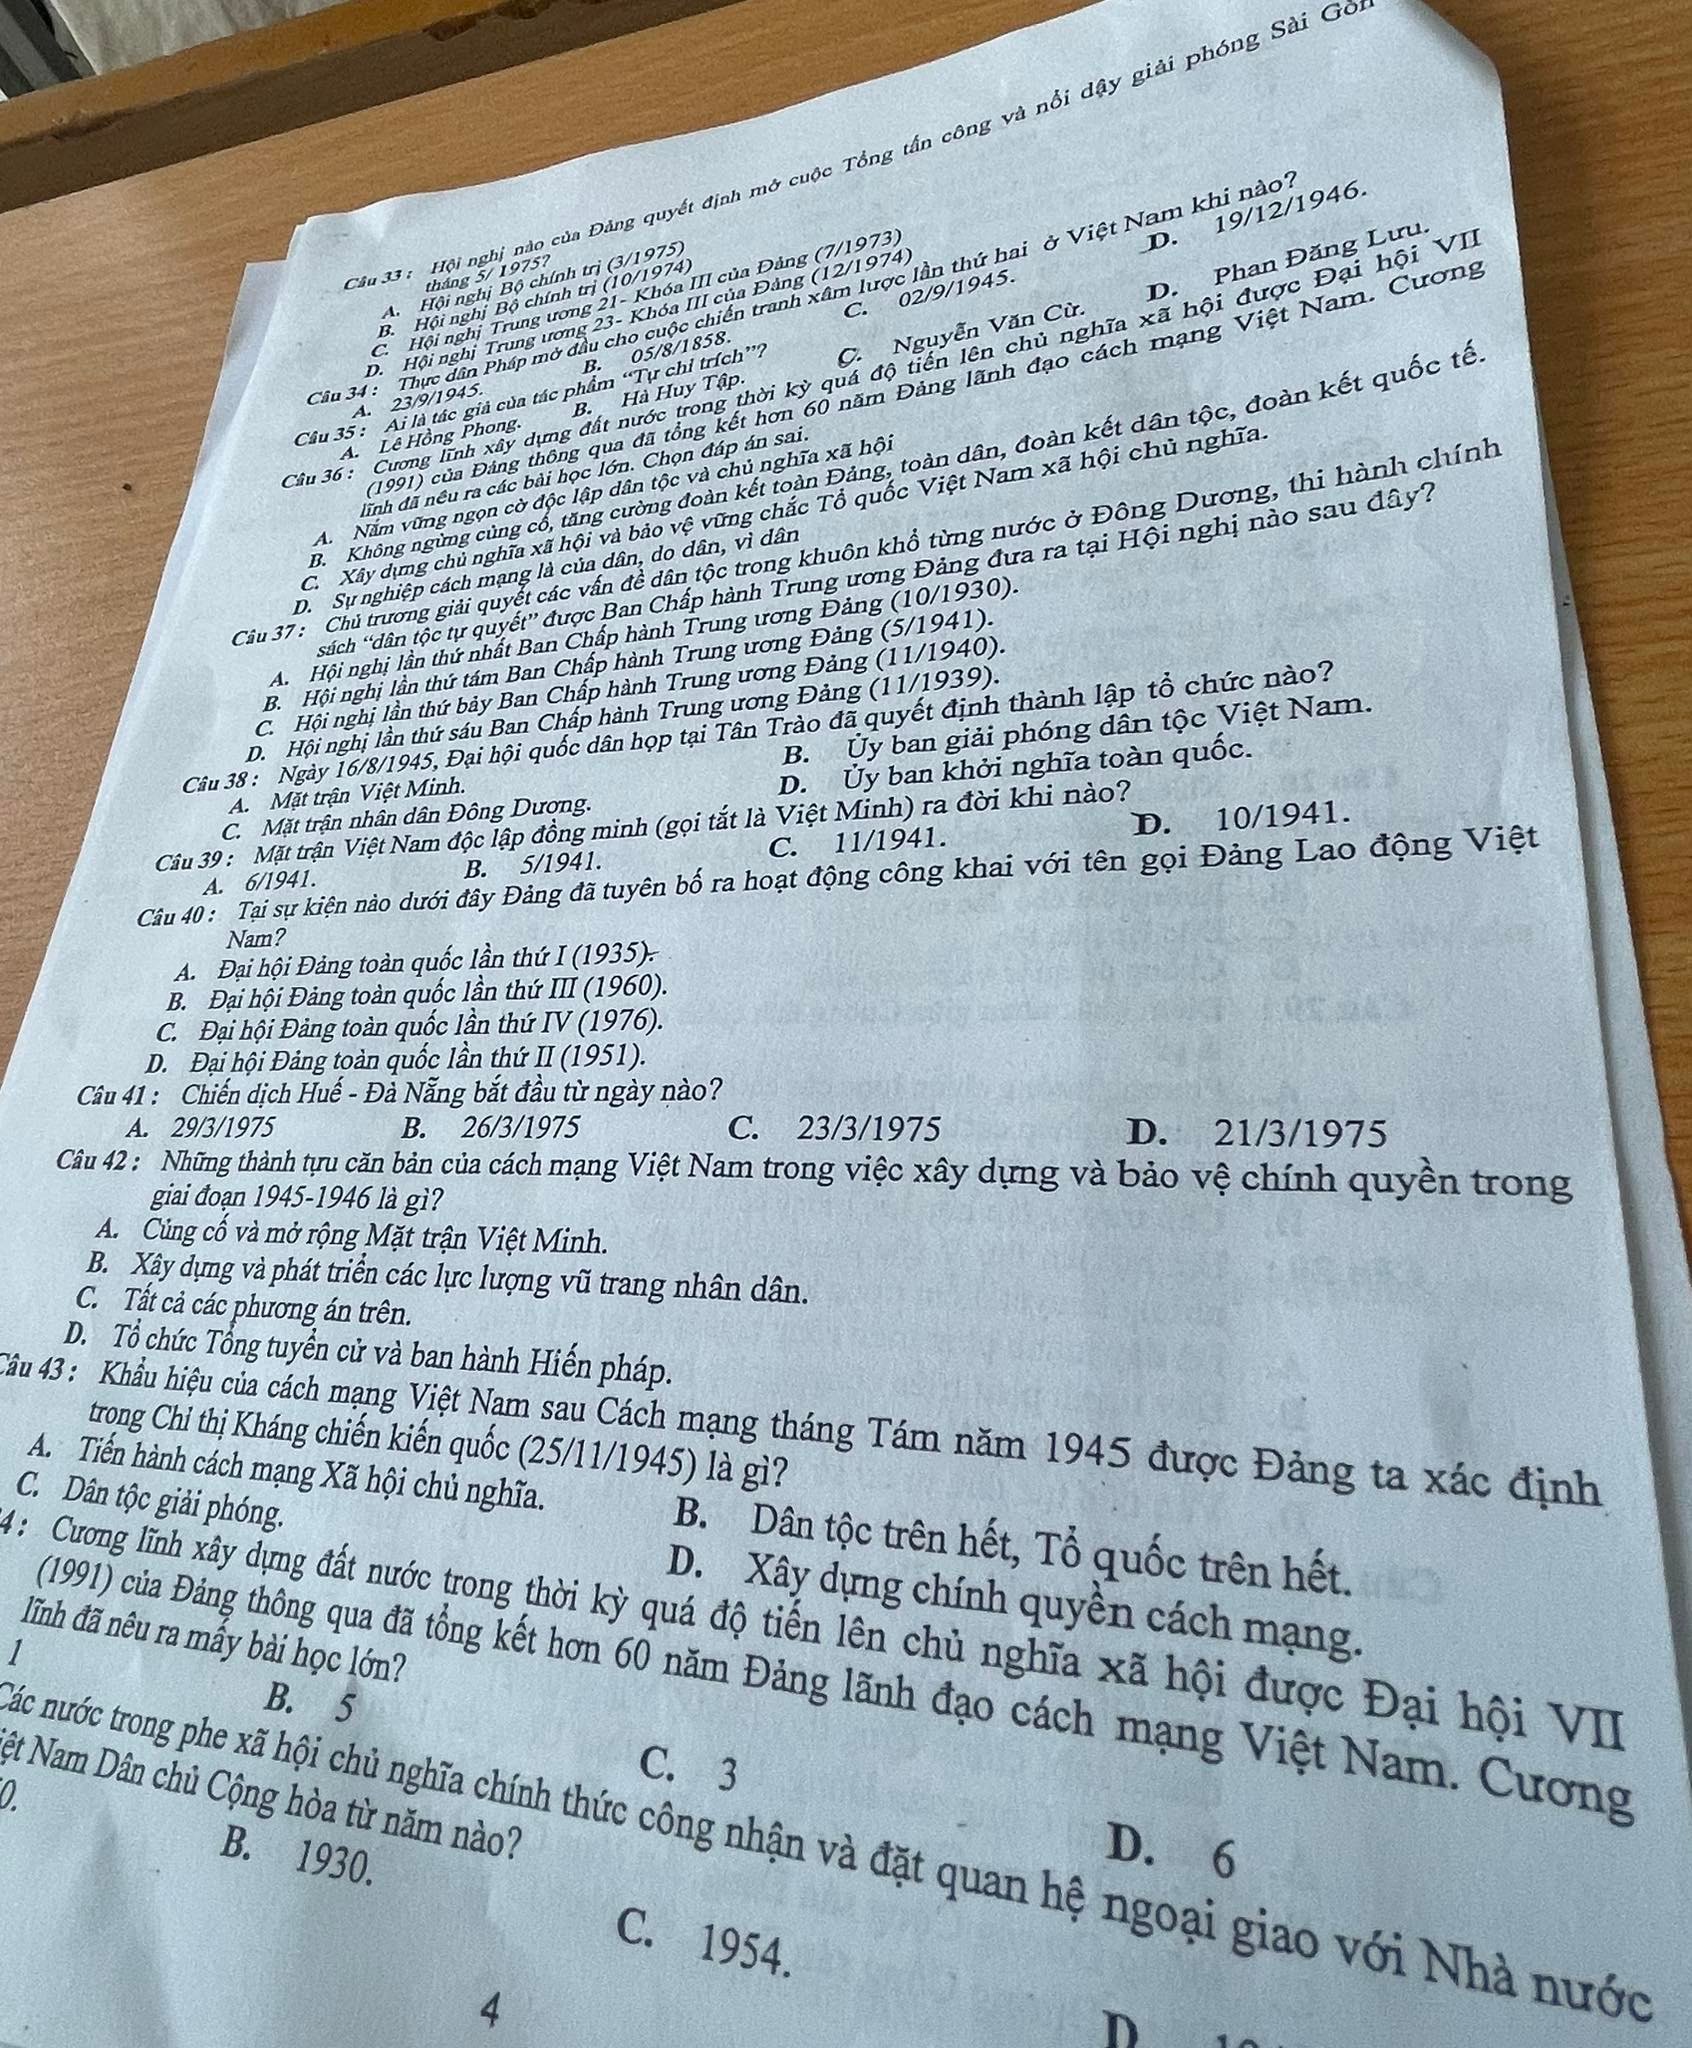 Câu 33 : Hội nghị nào của Đảng quyết định mở cuộc Tổng tấn công và nổi dậy giải phóng Sài Gòn
tháng 5/ 1975?
A. Hội nghị Bộ chính trị (3/1975)
B. Hội nghị Bộ chính trị (10/1974)
C. Hội nghị Trung ương 21- Khóa III của Đảng (7/1973)
D. Hội nghị Trung ương 23- Khóa III của Đảng (12/1974)
Câu 34 : Thực dân Pháp mở đầu cho cuộc chiến tranh xâm lược lần thứ hai ở Việt Nam khi nào?
A. 23/9/1945. B. 05/8/1858. C. 02/9/1945. D. 19/12/1946.
Câu 35 : Ai là tác giả của tác phẩm “Tự chỉ trích”?
A. Lê Hồng Phong. B. Hà Huy Tập. C. Nguyễn Văn Cừ. D. Phan Đăng Lưu.
Câu 36 : Cương lĩnh xây dựng đất nước trong thời kỳ quá độ tiến lên chủ nghĩa xã hội được Đại hội VII
(1991) của Đảng thông qua đã tổng kết hơn 60 năm Đảng lãnh đạo cách mạng Việt Nam. Cương
lĩnh đã nêu ra các bài học lớn. Chọn đáp án sai.
A. Nắm vững ngọn cờ độc lập dân tộc và chủ nghĩa xã hội
B. Không ngừng củng cố, tăng cường đoàn kết toàn Đảng, toàn dân, đoàn kết dân tộc, đoàn kết quốc tế.
C. Xây dựng chủ nghĩa xã hội và bảo vệ vững chắc Tổ quốc Việt Nam xã hội chủ nghĩa.
D. Sự nghiệp cách mạng là của dân, do dân, vì dân
Câu 37 : Chủ trương giải quyết các vấn đề dân tộc trong khuôn khổ từng nước ở Đông Dương, thi hành chính
sách “dân tộc tự quyết” được Ban Chấp hành Trung ương Đảng đưa ra tại Hội nghị nào sau đây?
A. Hội nghị lần thứ nhất Ban Chấp hành Trung ương Đảng (10/1930).
B. Hội nghị lần thứ tám Ban Chấp hành Trung ương Đảng (5/1941).
C. Hội nghị lần thứ bảy Ban Chấp hành Trung ương Đảng (11/1940).
D. Hội nghị lần thứ sáu Ban Chấp hành Trung ương Đảng (11/1939).
Câu 38 : Ngày 16/8/1945, Đại hội quốc dân họp tại Tân Trào đã quyết định thành lập tổ chức nào?
A. Mặt trận Việt Minh. B. Ủy ban giải phóng dân tộc Việt Nam.
C. Mặt trận nhân dân Đông Dương. D. Ủy ban khởi nghĩa toàn quốc.
Câu 39 : Mặt trận Việt Nam độc lập đồng minh (gọi tắt là Việt Minh) ra đời khi nào?
A. 6/1941. B. 5/1941. C. 11/1941. D. 10/1941.
Câu 40 : Tại sự kiện nào dưới đây Đảng đã tuyên bố ra hoạt động công khai với tên gọi Đảng Lao động Việt
Nam?
A. Đại hội Đảng toàn quốc lần thứ I (1935).
B. Đại hội Đảng toàn quốc lần thứ III (1960).
C. Đại hội Đảng toàn quốc lần thứ IV (1976).
D. Đại hội Đảng toàn quốc lần thứ II (1951).
Câu 41 : Chiến dịch Huế - Đà Nẵng bắt đầu từ ngày nào?
A. 29/3/1975 B. 26/3/1975 C. 23/3/1975 D. 21/3/1975
Câu 42 : Những thành tựu căn bản của cách mạng Việt Nam trong việc xây dựng và bảo vệ chính quyền trong
giai đoạn 1945-1946 là gì?
A. Củng cố và mở rộng Mặt trận Việt Minh.
B. Xây dựng và phát triển các lực lượng vũ trang nhân dân.
C. Tất cả các phương án trên.
D. Tổ chức Tổng tuyển cử và ban hành Hiến pháp.
Câu 43 : Khẩu hiệu của cách mạng Việt Nam sau Cách mạng tháng Tám năm 1945 được Đảng ta xác định
trong Chỉ thị Kháng chiến kiến quốc (25/11/1945) là gì?
A. Tiến hành cách mạng Xã hội chủ nghĩa. B. Dân tộc trên hết, Tổ quốc trên hết.
C. Dân tộc giải phóng. D. Xây dựng chính quyền cách mạng.
4 : Cương lĩnh xây dựng đất nước trong thời kỳ quá độ tiến lên chủ nghĩa xã hội được Đại hội VII
(1991) của Đảng thông qua đã tổng kết hơn 60 năm Đảng lãnh đạo cách mạng Việt Nam. Cương
lĩnh đã nêu ra mấy bài học lớn?
1 B. 5 C. 3 D. 6
Các nước trong phe xã hội chủ nghĩa chính thức công nhận và đặt quan hệ ngoại giao với Nhà nước
iệt Nam Dân chủ Cộng hòa từ năm nào?
0. B. 1930. C. 1954. D
4